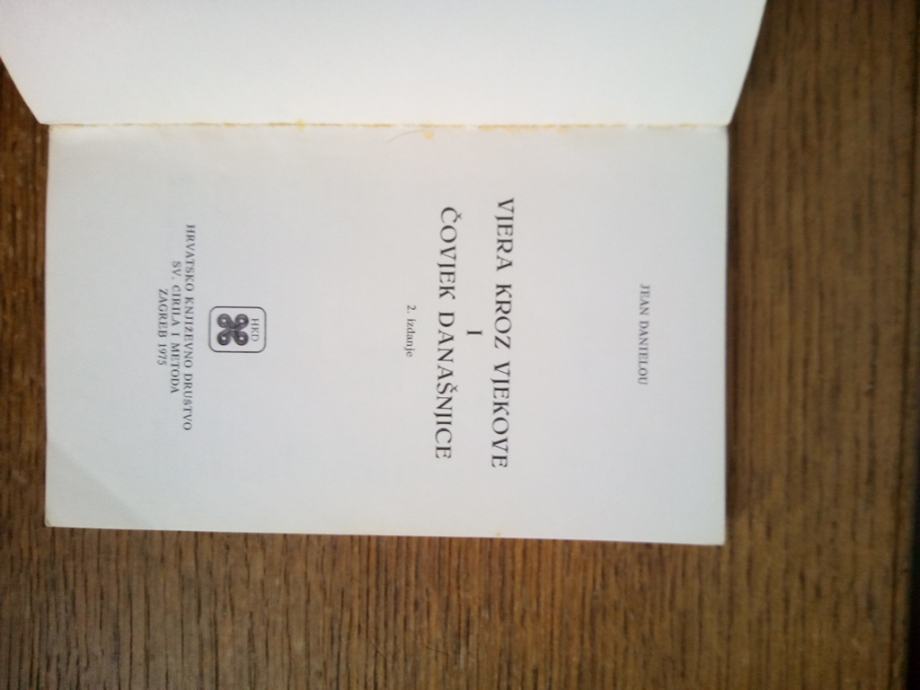 JEAN DANIELOU
VJERA KROZ VJEKOVE
I
ČOVJEK DANAŠNJICE
2. izdanje
HKD
HRVATSKO KNJIŽEVNO DRUŠTVO
SV. ĆIRILA I METODA
ZAGREB 1975